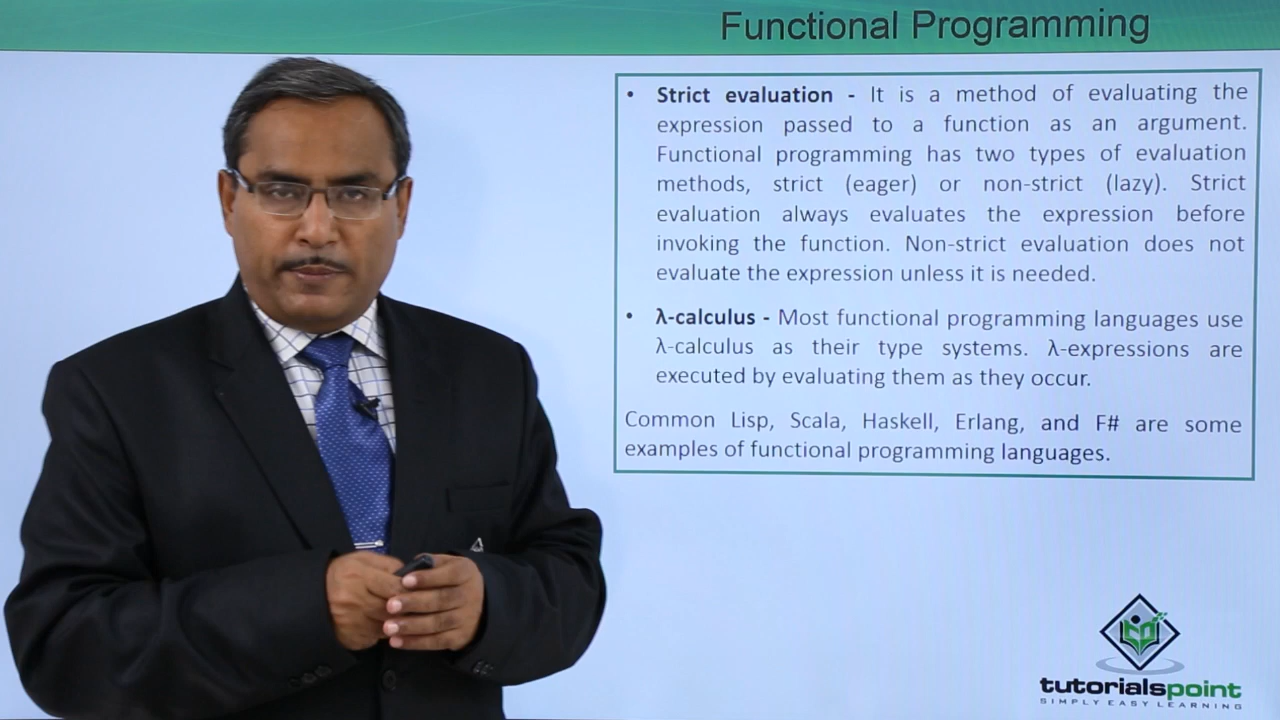 Functional Programming
• Strict evaluation - It is a method of evaluating the
expression passed to a function as an argument.
Functional programming has two types of evaluation
methods, strict (eager) or non-strict (lazy). Strict
evaluation always evaluates the expression before
invoking the function. Non-strict evaluation does not
evaluate the expression unless it is needed.
• λ-calculus - Most functional programming languages use
λ-calculus as their type systems. λ-expressions are
executed by evaluating them as they occur.
Common Lisp, Scala, Haskell, Erlang, and F# are some
examples of functional programming languages.
tutorialspoint
SIMPLY EASY LEARNING